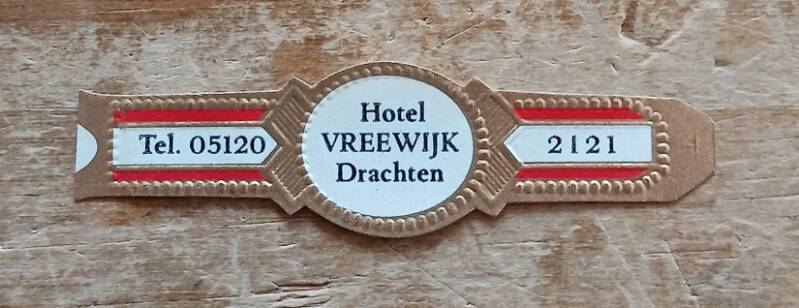 Tel. 05120
Hotel
VREEWIJK
Drachten
2121